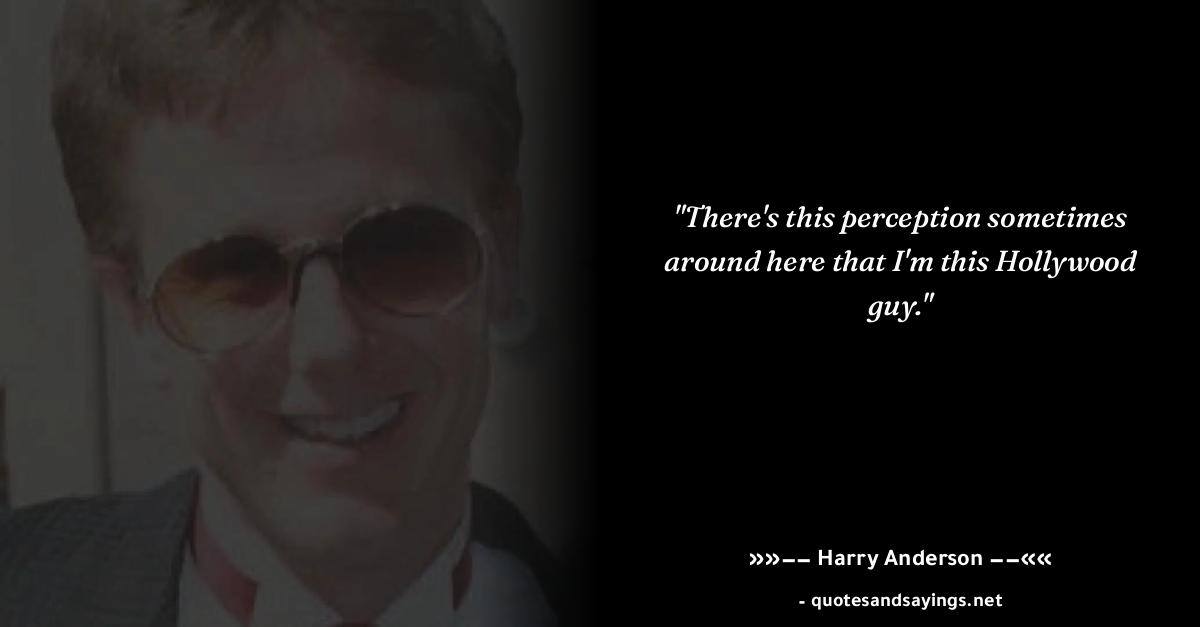 "There's this perception sometimes
around here that I'm this Hollywood
guy."
»»–– Harry Anderson ––««
- quotesandsayings.net